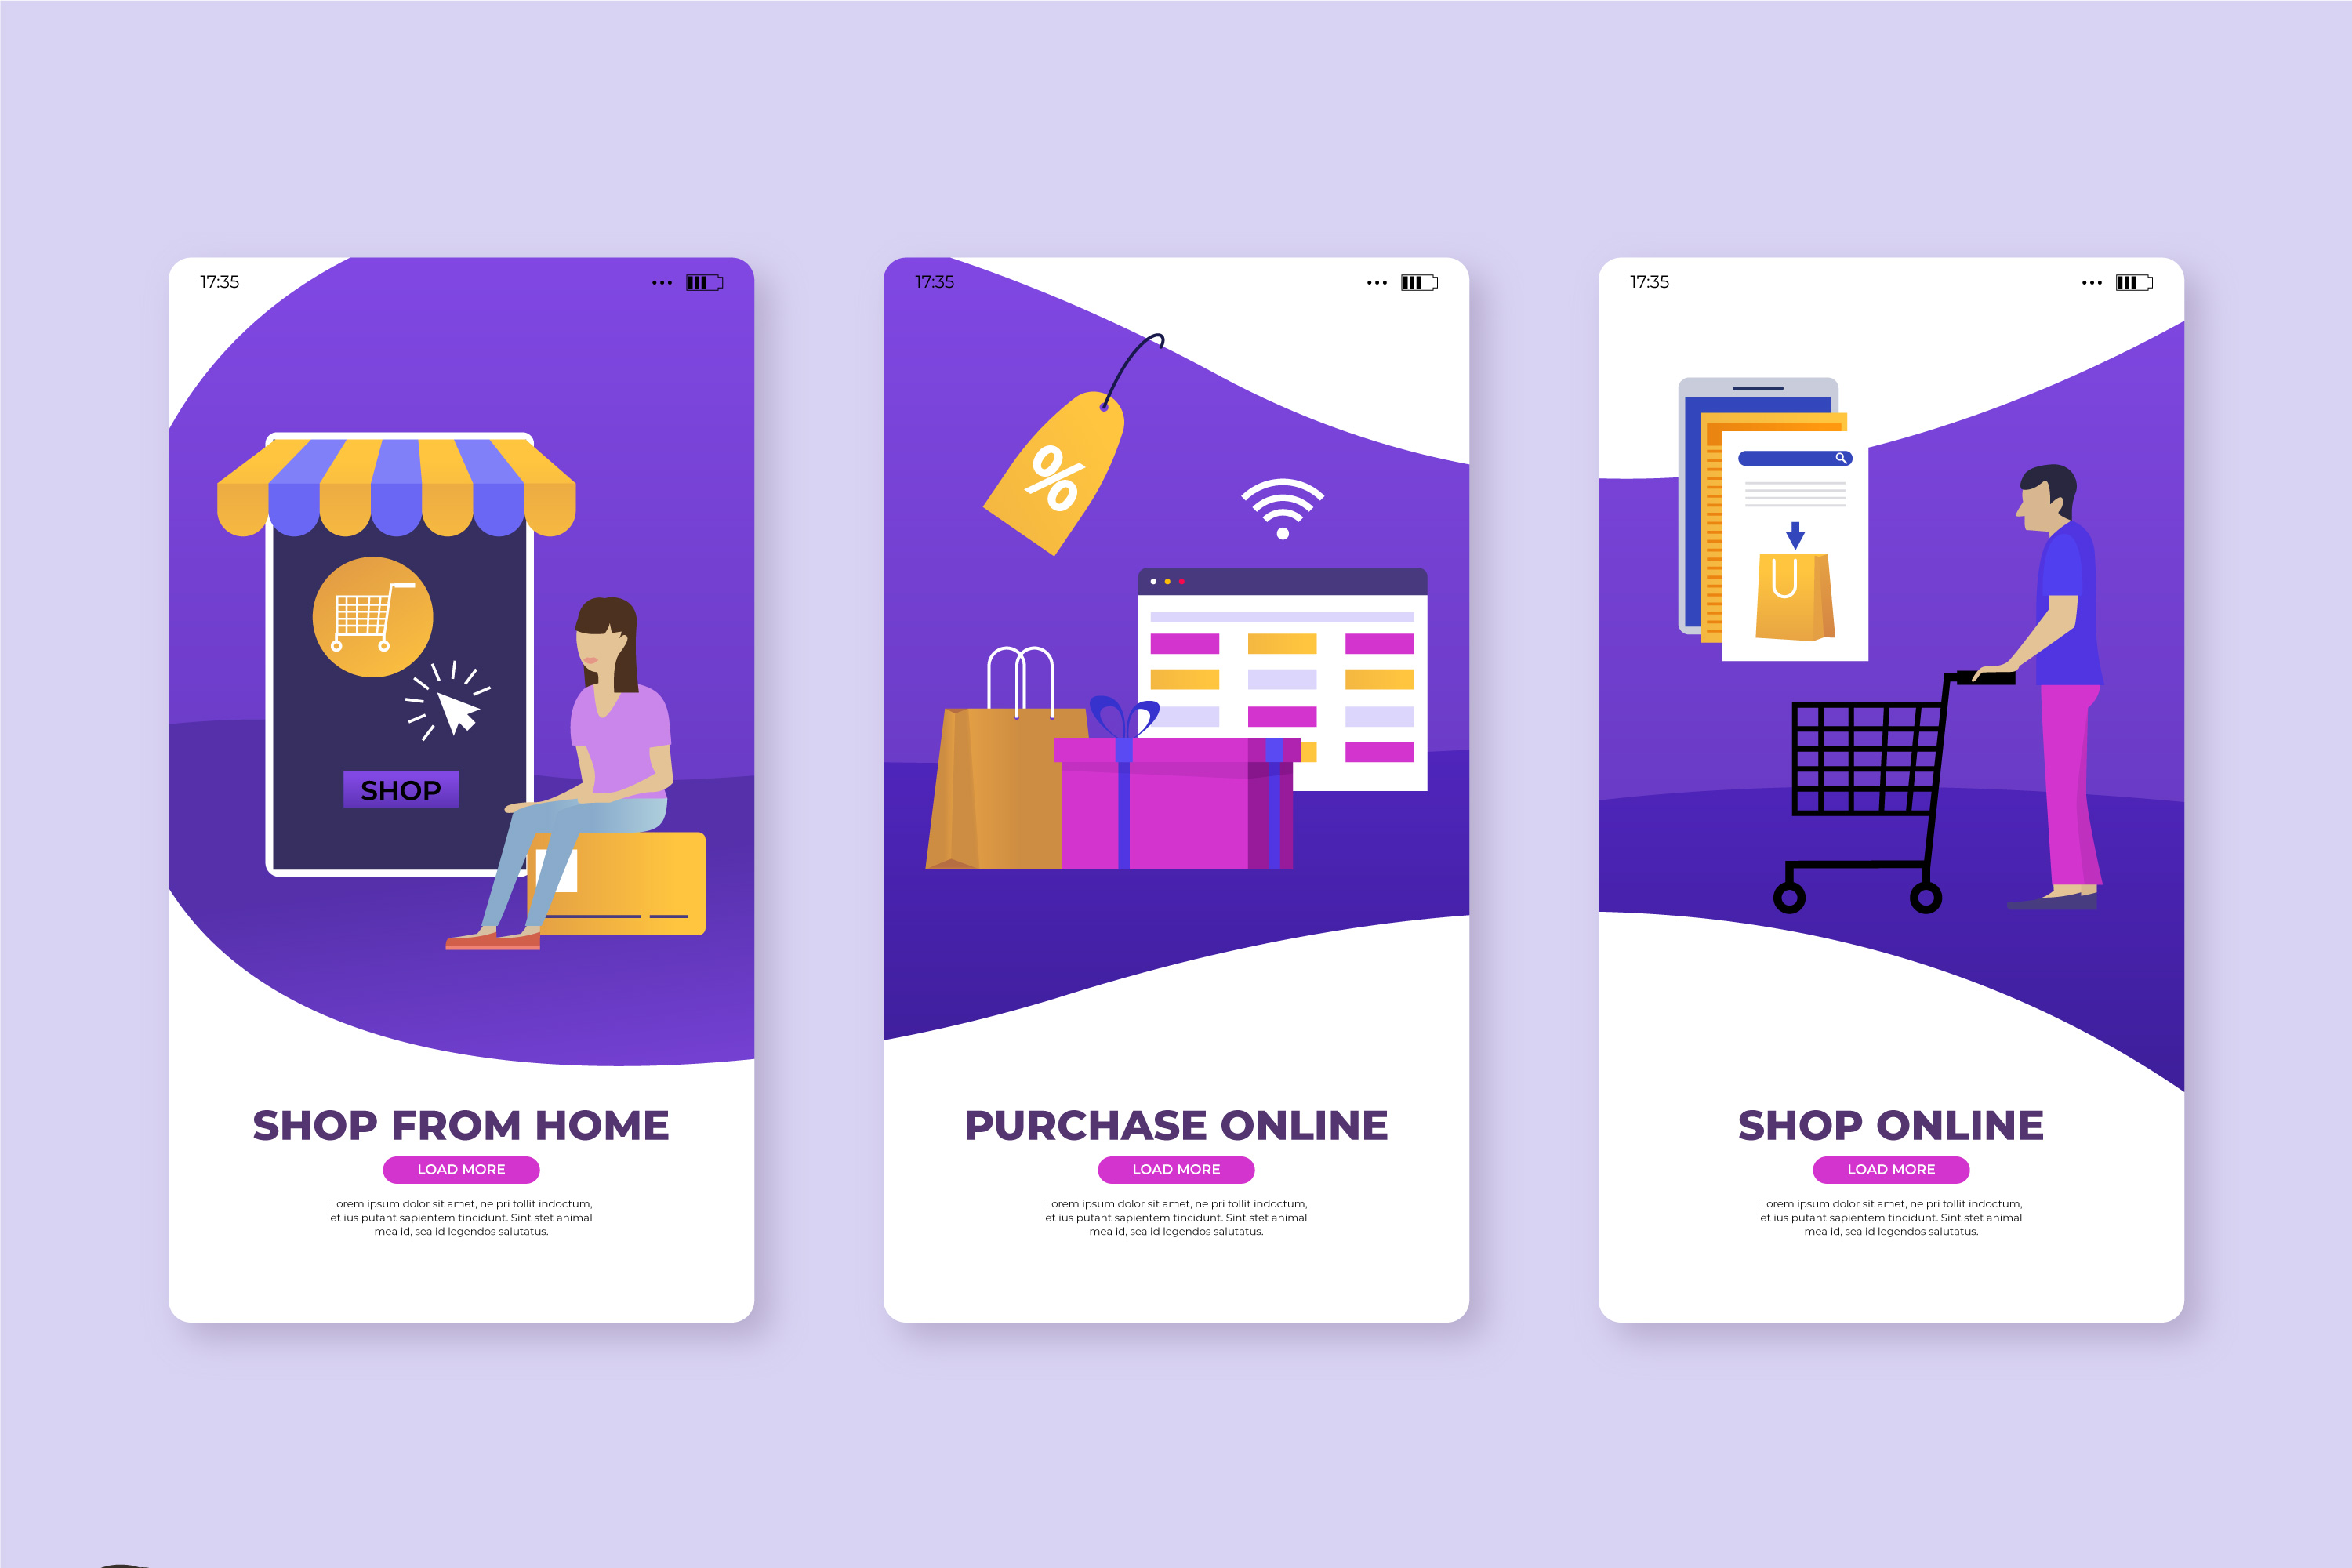 17:35
SHOP
SHOP FROM HOME
LOAD MORE
Lorem ipsum dolor sit amet, ne pri tollit indoctum,
et ius putant sapientem tincidunt. Sint stet animal
mea id, sea id legendos salutatus.
17:35
%
PURCHASE ONLINE
LOAD MORE
Lorem ipsum dolor sit amet, ne pri tollit indoctum,
et ius putant sapientem tincidunt. Sint stet animal
mea id, sea id legendos salutatus.
17:35
SHOP ONLINE
LOAD MORE
Lorem ipsum dolor sit amet, ne pri tollit indoctum,
et ius putant sapientem tincidunt. Sint stet animal
mea id, sea id legendos salutatus.